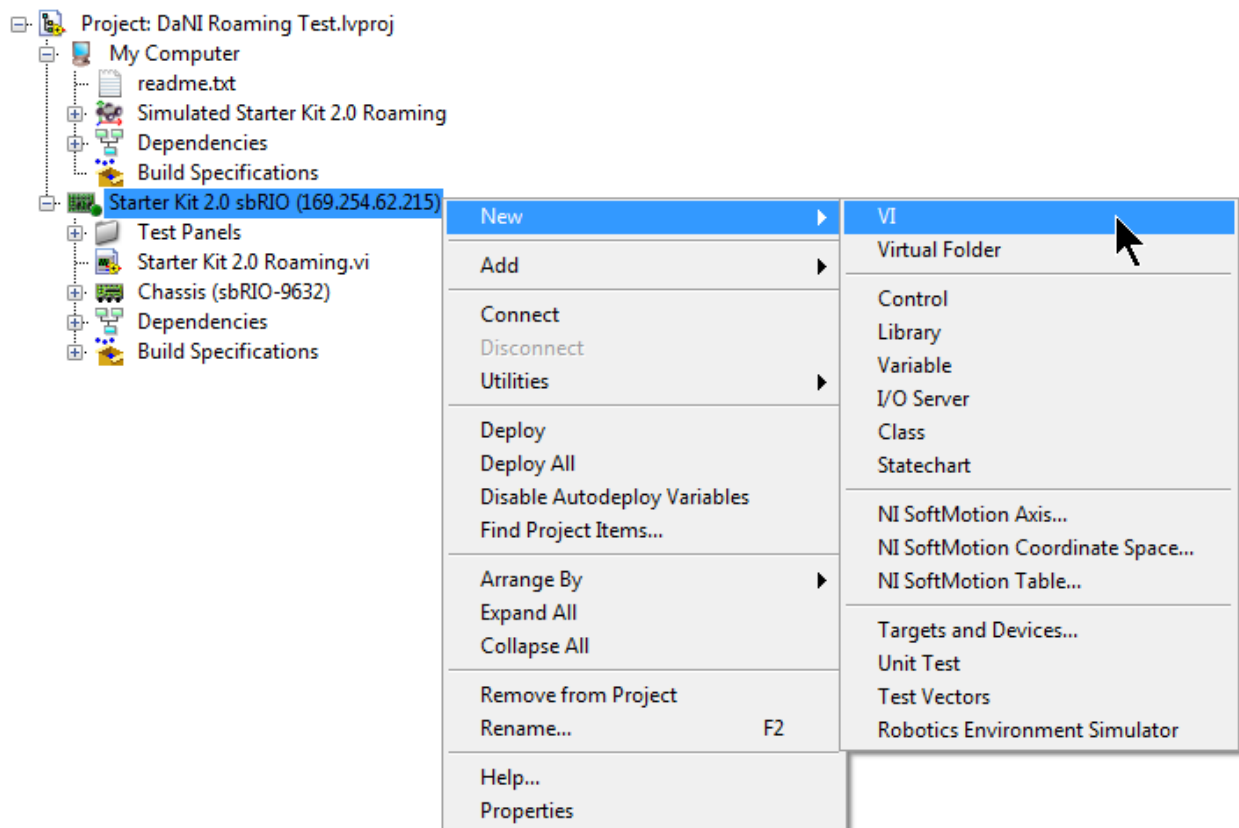 Project: DaNI Roaming Test.lvproj
My Computer
readme.txt
Simulated Starter Kit 2.0 Roaming
Dependencies
Build Specifications
Starter Kit 2.0 sbRIO (169.254.62.215)
Test Panels
Starter Kit 2.0 Roaming.vi
Chassis (sbRIO-9632)
Dependencies
Build Specifications
New
Add
Connect
Disconnect
Utilities
Deploy
Deploy All
Disable Autodeploy Variables
Find Project Items...
Arrange By
Expand All
Collapse All
Remove from Project
Rename... F2
Help...
Properties
VI
Virtual Folder
Control
Library
Variable
I/O Server
Class
Statechart
NI SoftMotion Axis...
NI SoftMotion Coordinate Space...
NI SoftMotion Table...
Targets and Devices...
Unit Test
Test Vectors
Robotics Environment Simulator